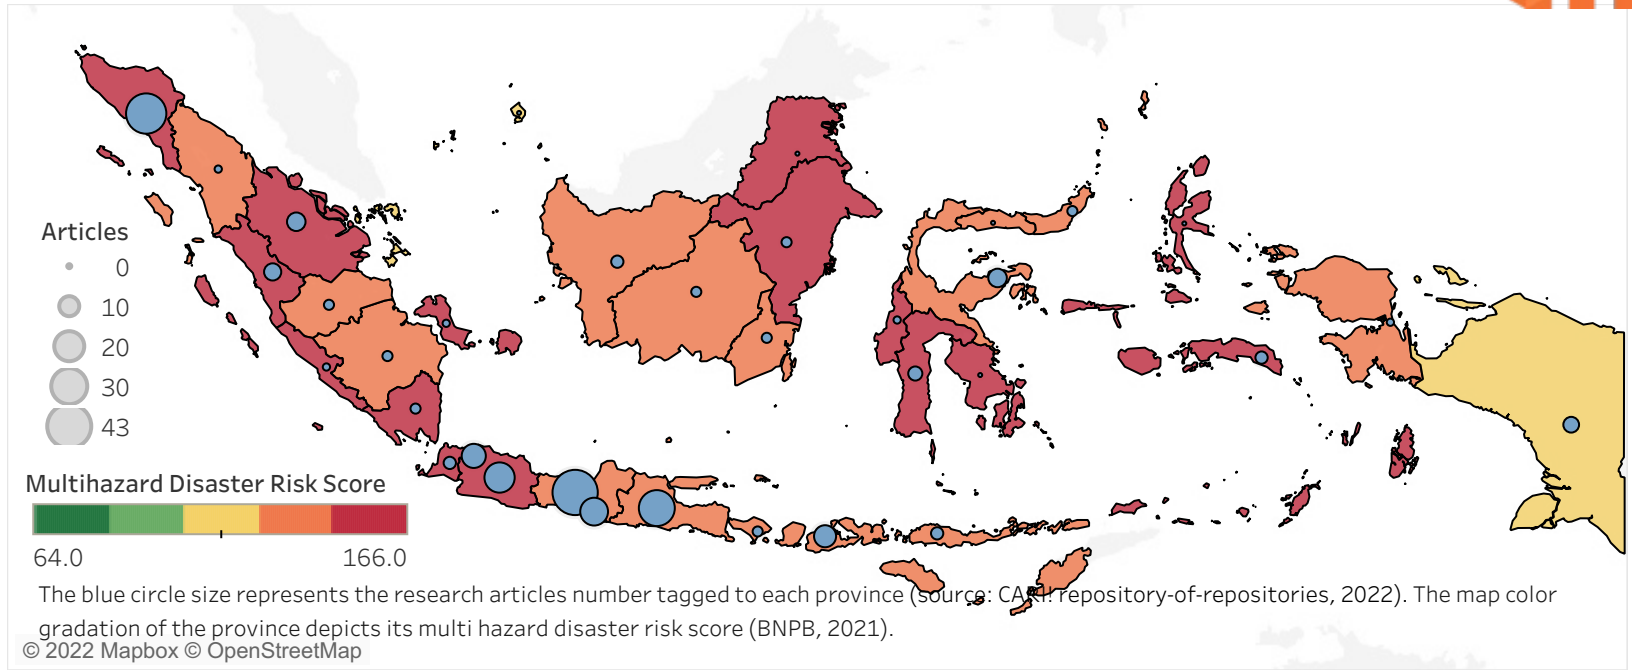 Articles
0
10
20
30
43
Multihazard Disaster Risk Score
64.0 166.0
The blue circle size represents the research articles number tagged to each province (source: CARI! repository-of-repositories, 2022). The map color
gradation of the province depicts its multi hazard disaster risk score (BNPB, 2021).
© 2022 Mapbox © OpenStreetMap